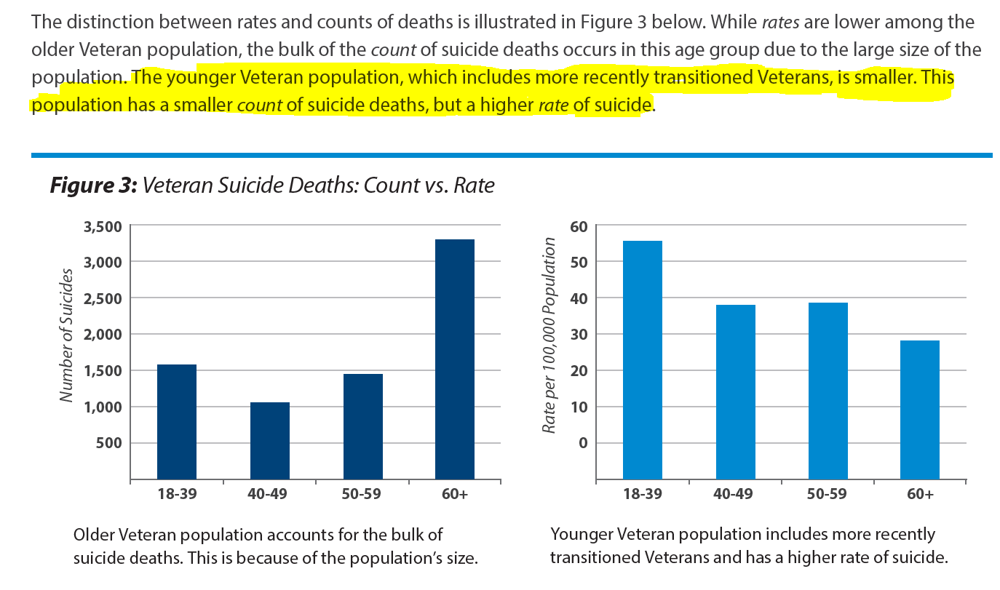 The distinction between rates and counts of deaths is illustrated in Figure 3 below. While rates are lower among the
older Veteran population, the bulk of the count of suicide deaths occurs in this age group due to the large size of the
population. The younger Veteran population, which includes more recently transitioned Veterans, is smaller. This
population has a smaller count of suicide deaths, but a higher rate of suicide.
Figure 3: Veteran Suicide Deaths: Count vs. Rate
Number of Suicides
3,500
3,000
2,500
2,000
1,500
1,000
500
18-39 40-49 50-59 60+
Older Veteran population accounts for the bulk of
suicide deaths. This is because of the population’s size.
Rate per 100,000 Population
60
50
40
30
20
10
0
18-39 40-49 50-59 60+
Younger Veteran population includes more recently
transitioned Veterans and has a higher rate of suicide.